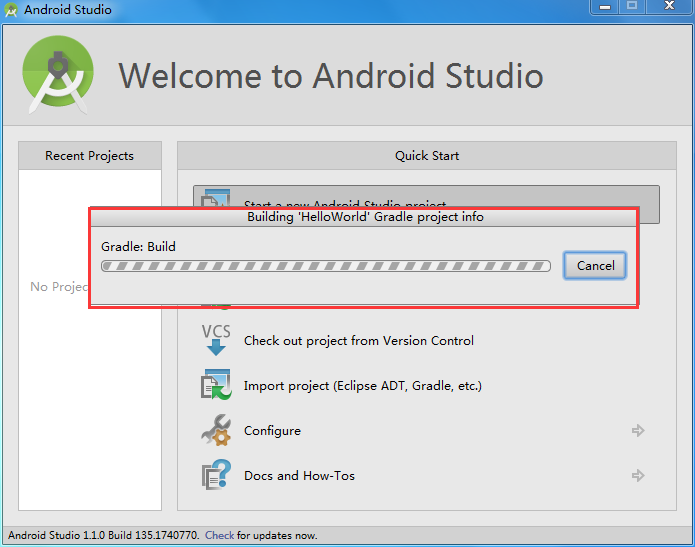 Android Studio
Welcome to Android Studio
Recent Projects
Quick Start
Start a new Android Studio project
Building 'HelloWorld' Gradle project info
Gradle: Build
Cancel
No Projec
VCS
Check out project from Version Control
Import project (Eclipse ADT, Gradle, etc.)
Configure
Docs and How-Tos
Android Studio 1.1.0 Build 135.1740770. Check for updates now.